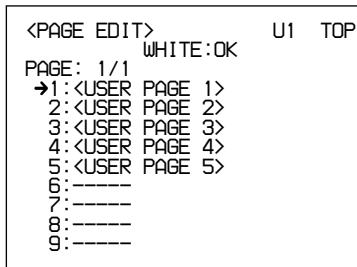 <PAGE EDIT> U1 TOP
WHITE:OK
PAGE: 1/1
→1:<USER PAGE 1>
2:<USER PAGE 2>
3:<USER PAGE 3>
4:<USER PAGE 4>
5:<USER PAGE 5>
6:-----
7:-----
8:-----
9:-----